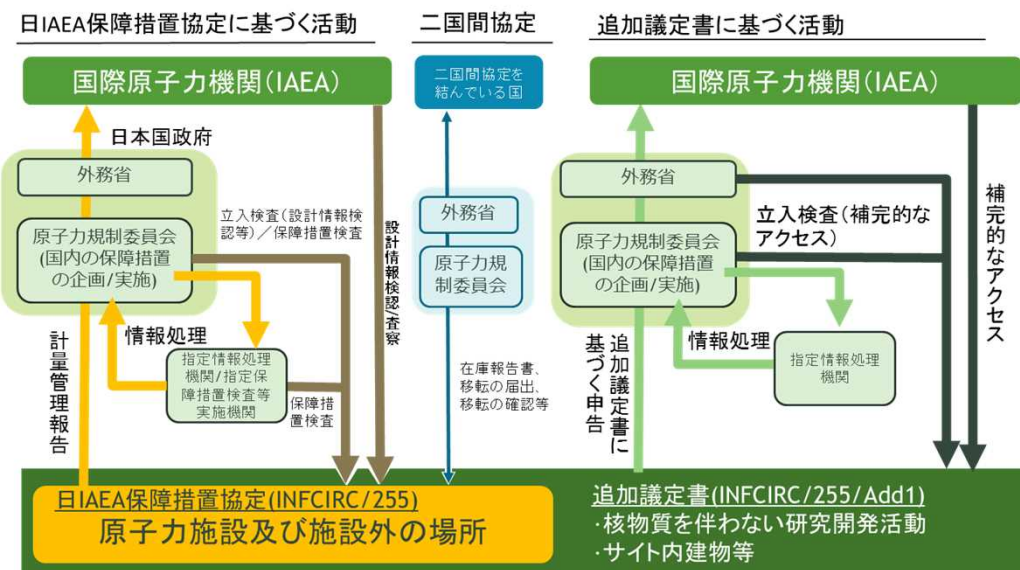 日IAEA保障措置協定に基づく活動
国際原子力機関(IAEA)
日本国政府
外務省
立入検査(設計情報検
認等)／保障措置検査
原子力規制委員会
(国内の保障措置
の企画/実施)
設計情報検認/査察
情報処理
計量管理報告
指定情報処理
機関/指定保
障措置検査等
実施機関
保障措
置検査
日IAEA保障措置協定(INFCIRC/255)
原子力施設及び施設外の場所
二国間協定
二国間協定を
結んでいる国
外務省
原子力規
制委員会
在庫報告書、
移転の届出、
移転の確認等
追加議定書に基づく活動
国際原子力機関(IAEA)
外務省
立入検査(補完的な
アクセス)
原子力規制委員会
(国内の保障措置
の企画/実施)
補完的なアクセス
情報処理
追加議定書に
基づく申告
指定情報処理
機関
追加議定書(INFCIRC/255/Add1)
·核物質を伴わない研究開発活動
·サイト内建物等